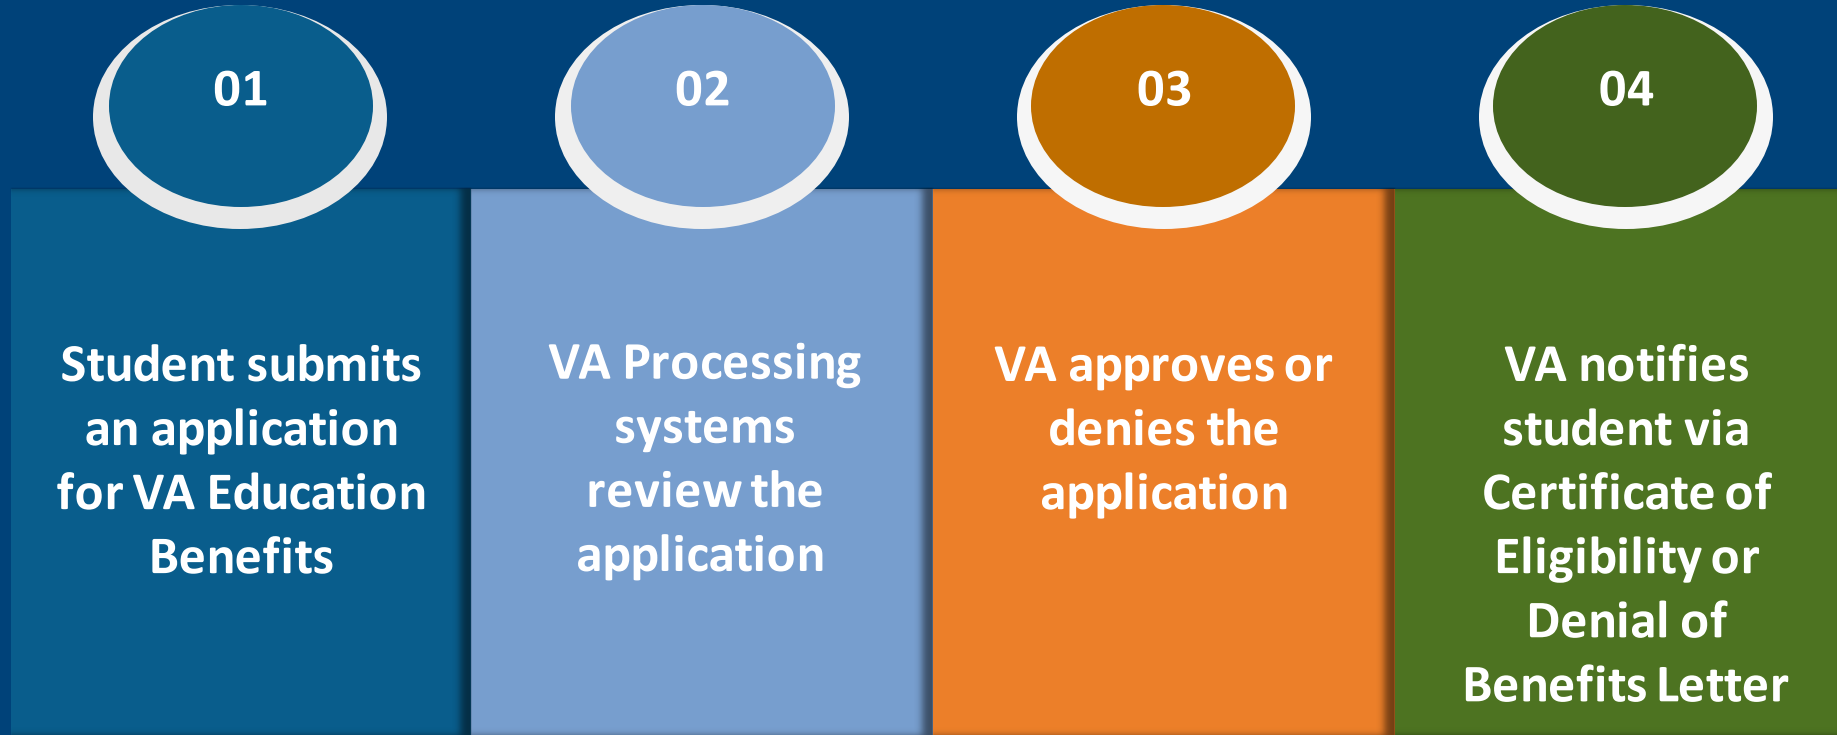 01
Student submits
an application
for VA Education
Benefits
02
VA Processing
systems
review the
application
03
VA approves or
denies the
application
04
VA notifies
student via
Certificate of
Eligibility or
Denial of
Benefits Letter